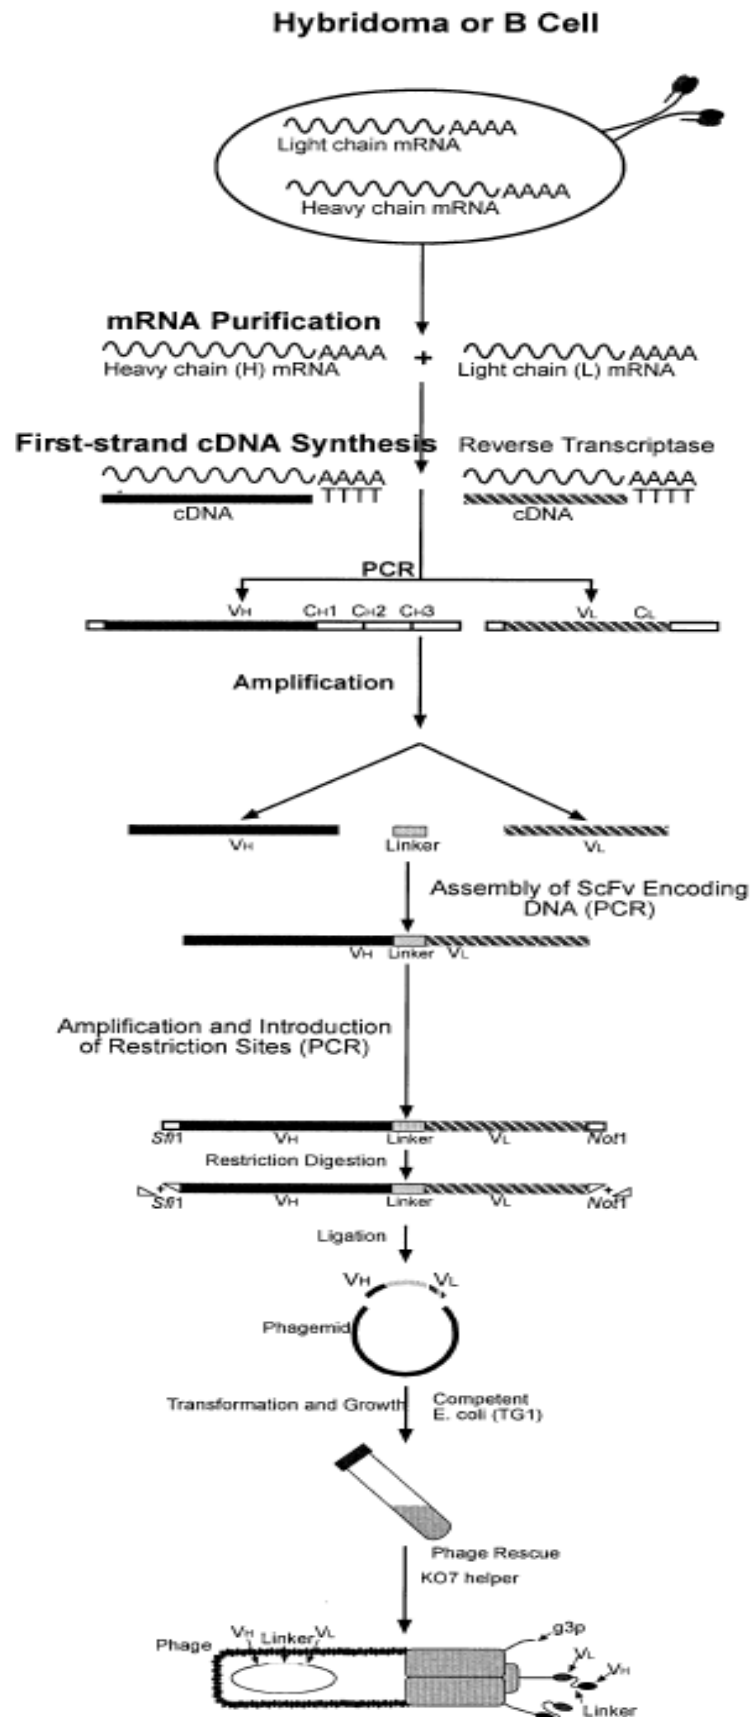 Hybridoma or B Cell
AAAA
Light chain mRNA
AAAA
Heavy chain mRNA
mRNA Purification
AAAA + AAAA
Heavy chain (H) mRNA Light chain (L) mRNA
First-strand cDNA Synthesis Reverse Transcriptase
AAAA AAAA
TTTT TTTT
cDNA cDNA
PCR
VH CH1 CH2 CH3 VL CL
Amplification
VH Linker VL
Assembly of ScFv Encoding
DNA (PCR)
VH Linker VL
Amplification and Introduction
of Restriction Sites (PCR)
Sfi1 VH Linker VL Not1
Restriction Digestion
Sfi1 VH Linker VL Not1
Ligation
VH VL
Phagemid
Transformation and Growth Competent
E. coli (TG1)
Phage Rescue
KO7 helper
g3p
Phage VH Linker VL VL
VH
Linker